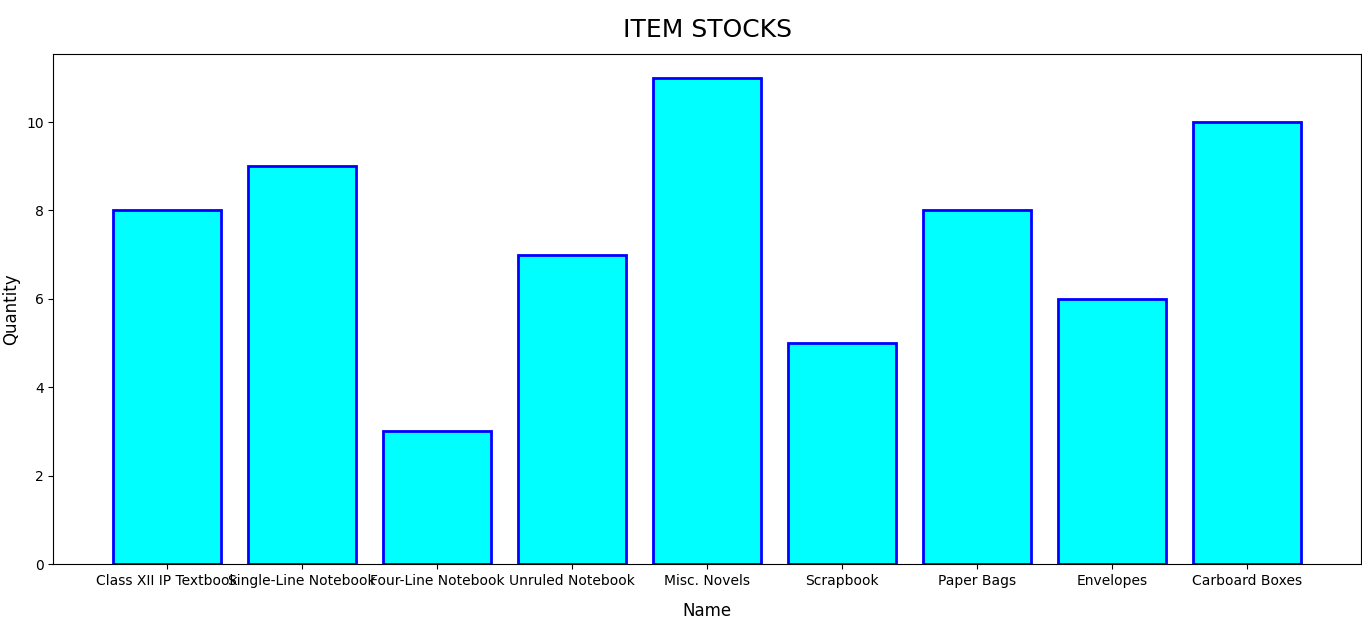 ITEM STOCKS
10
8
6
4
2
0
Quantity
Class XII IP Textbook Single-Line Notebook Four-Line Notebook Unruled Notebook Misc. Novels Scrapbook Paper Bags Envelopes Carboard Boxes
Name